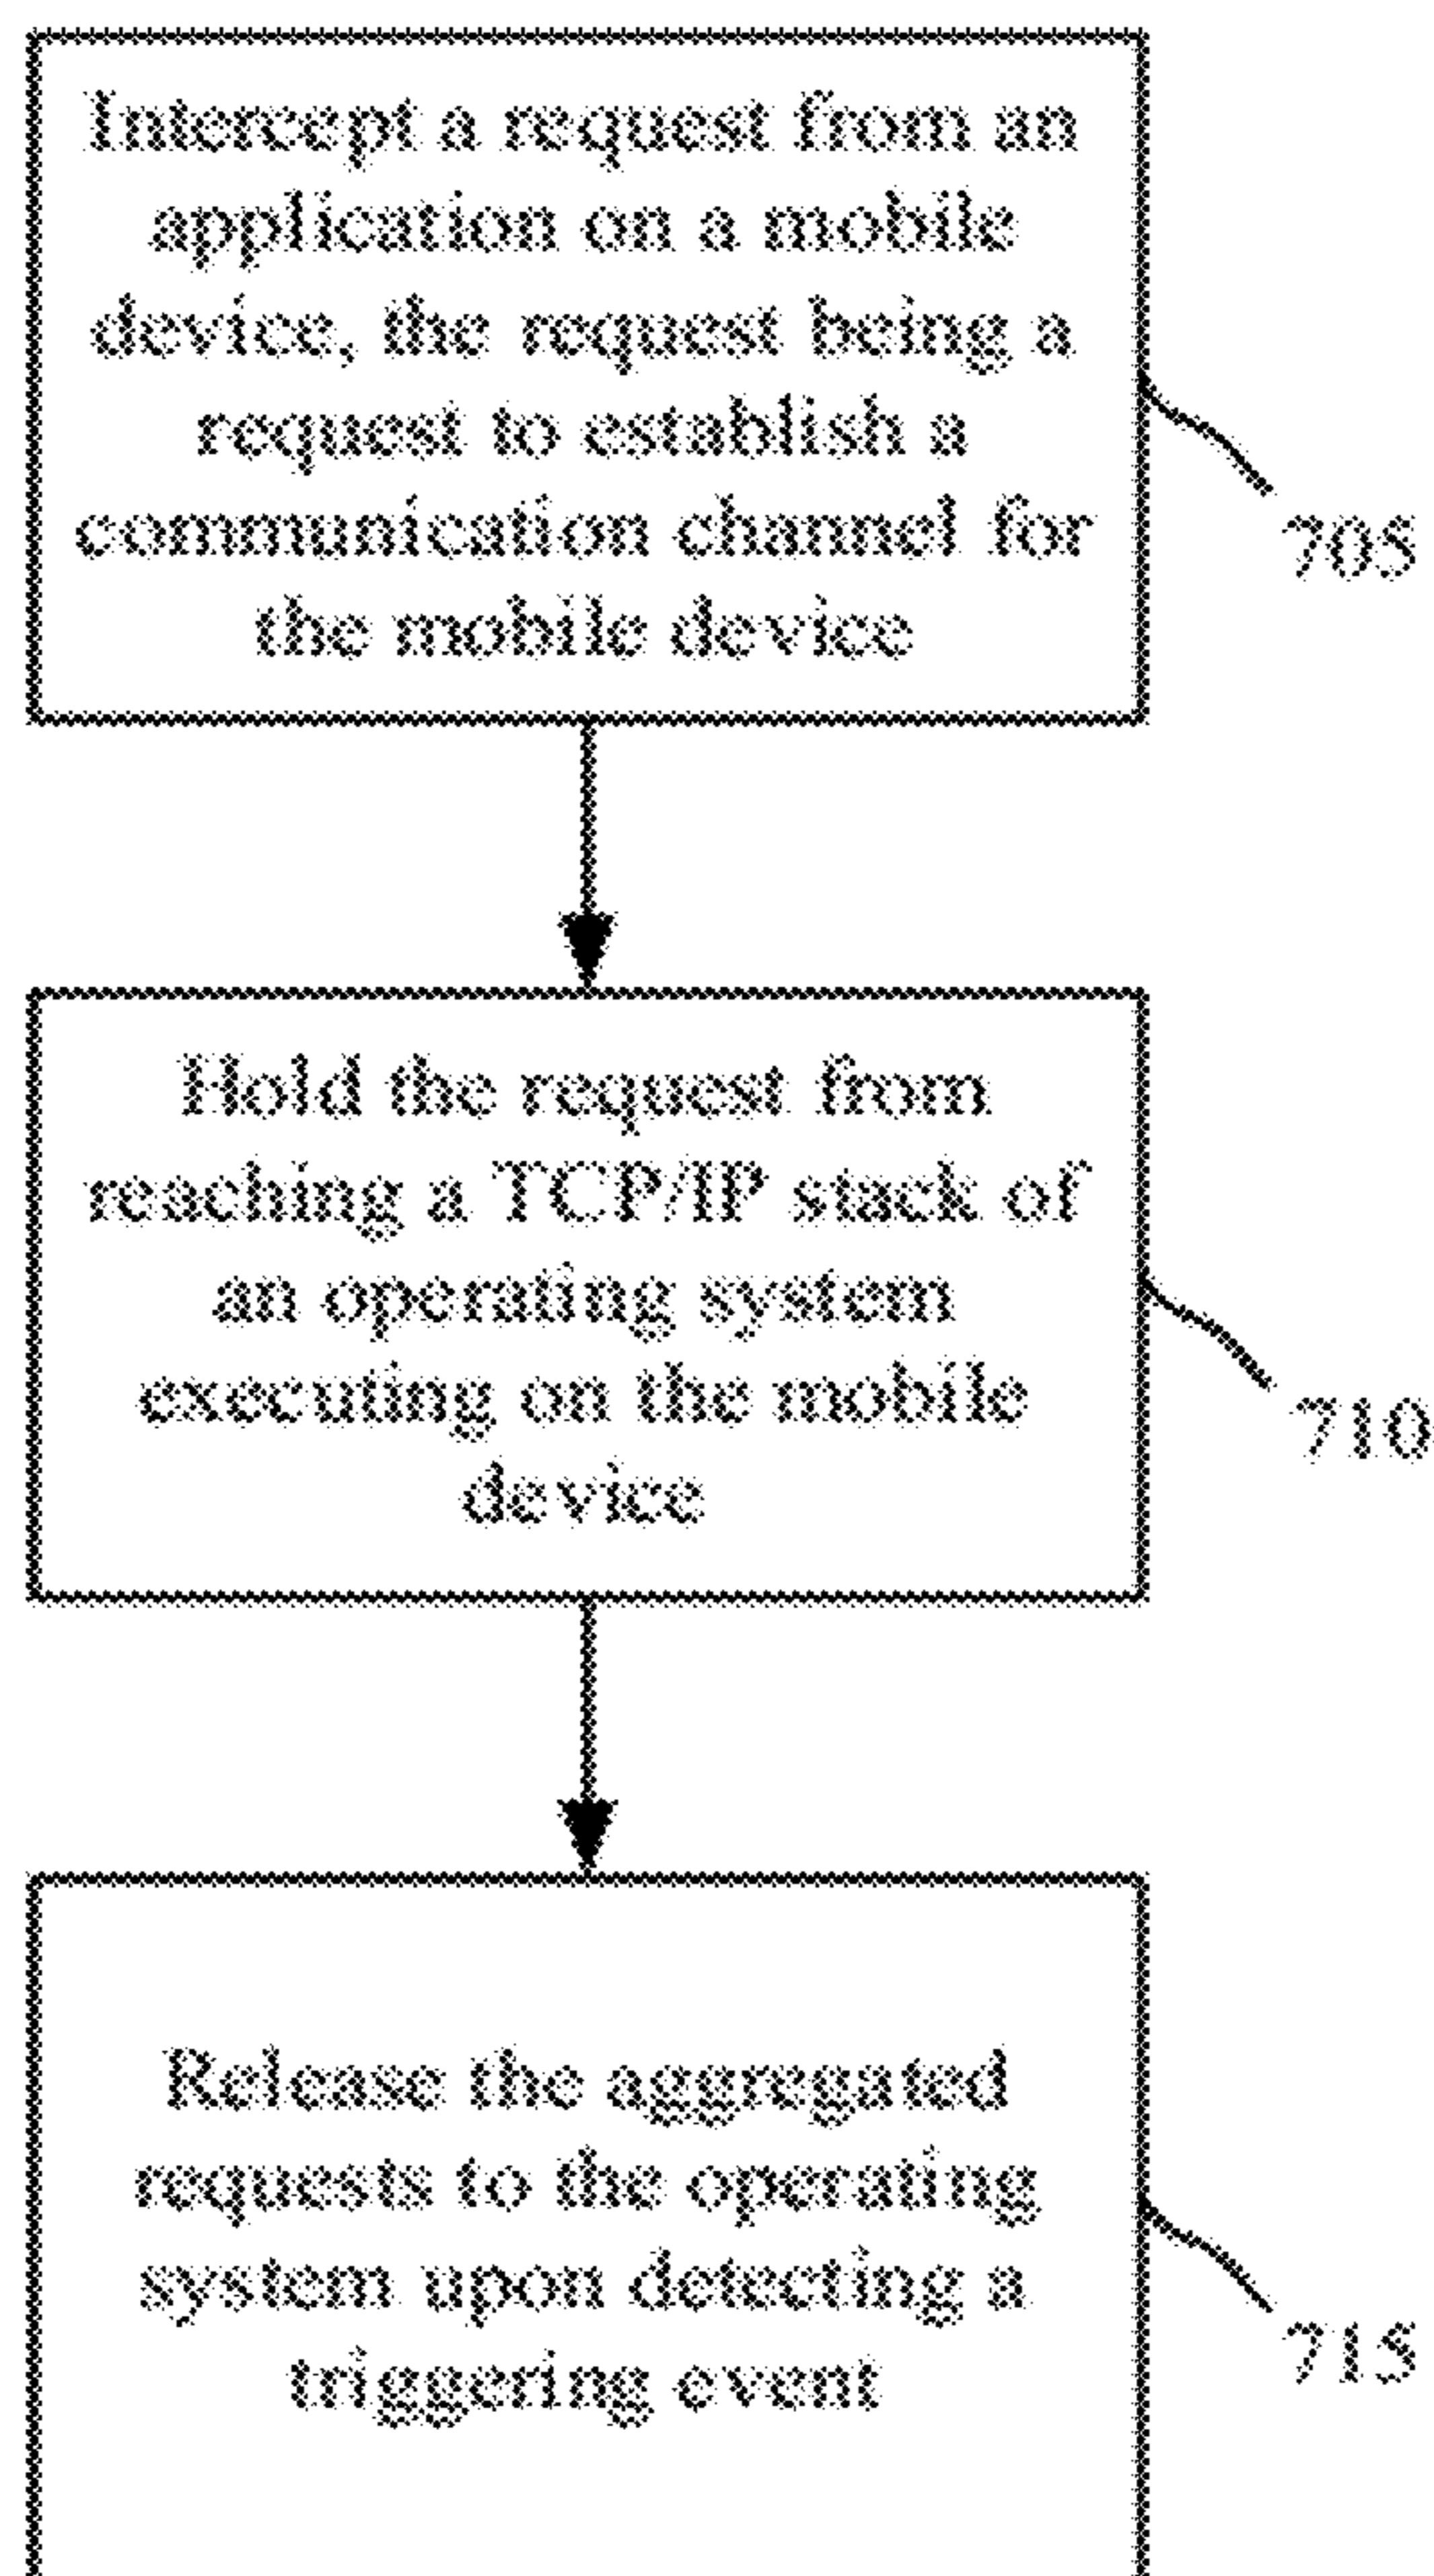 Intercept a request from an
application on a mobile
device, the request being a
request to establish a
communication channel for
the mobile device
705
Hold the request from
reaching a TCP/IP stack of
an operating system
executing on the mobile
device
710
Release the aggregated
requests to the operating
system upon detecting a
triggering event
715